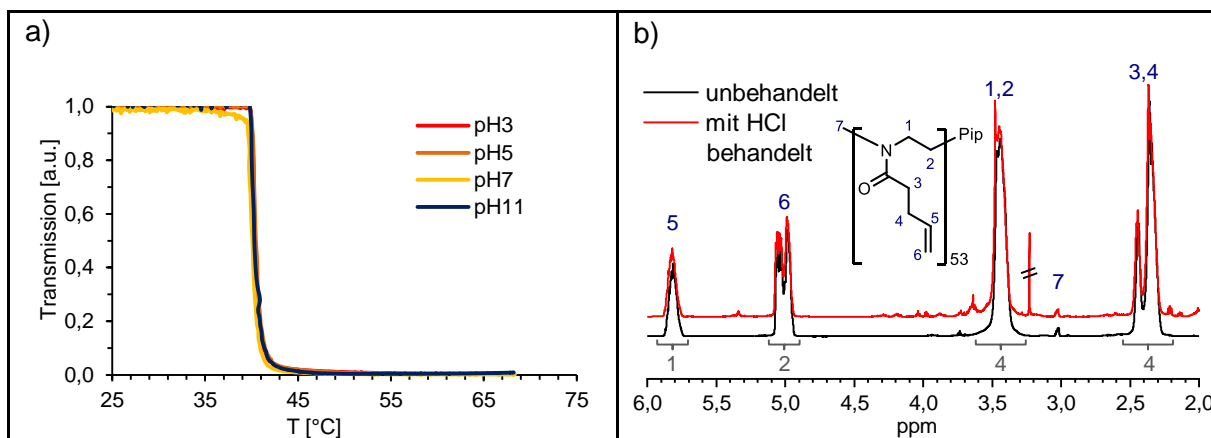 a)
1,0
0,8
0,6
0,4
0,2
0,0
Transmission [a.u.]
pH3
pH5
pH7
pH11
25
35
45
55
65
75
T [°C]
b)
unbehandelt
mit HCl
behandelt
5
6
1,2
7
3,4
7
N
O
1
2
Pip
3
4
5
6
53
1
2
4
4
6,0
5,5
5,0
4,5
4,0
3,5
3,0
2,5
2,0
ppm